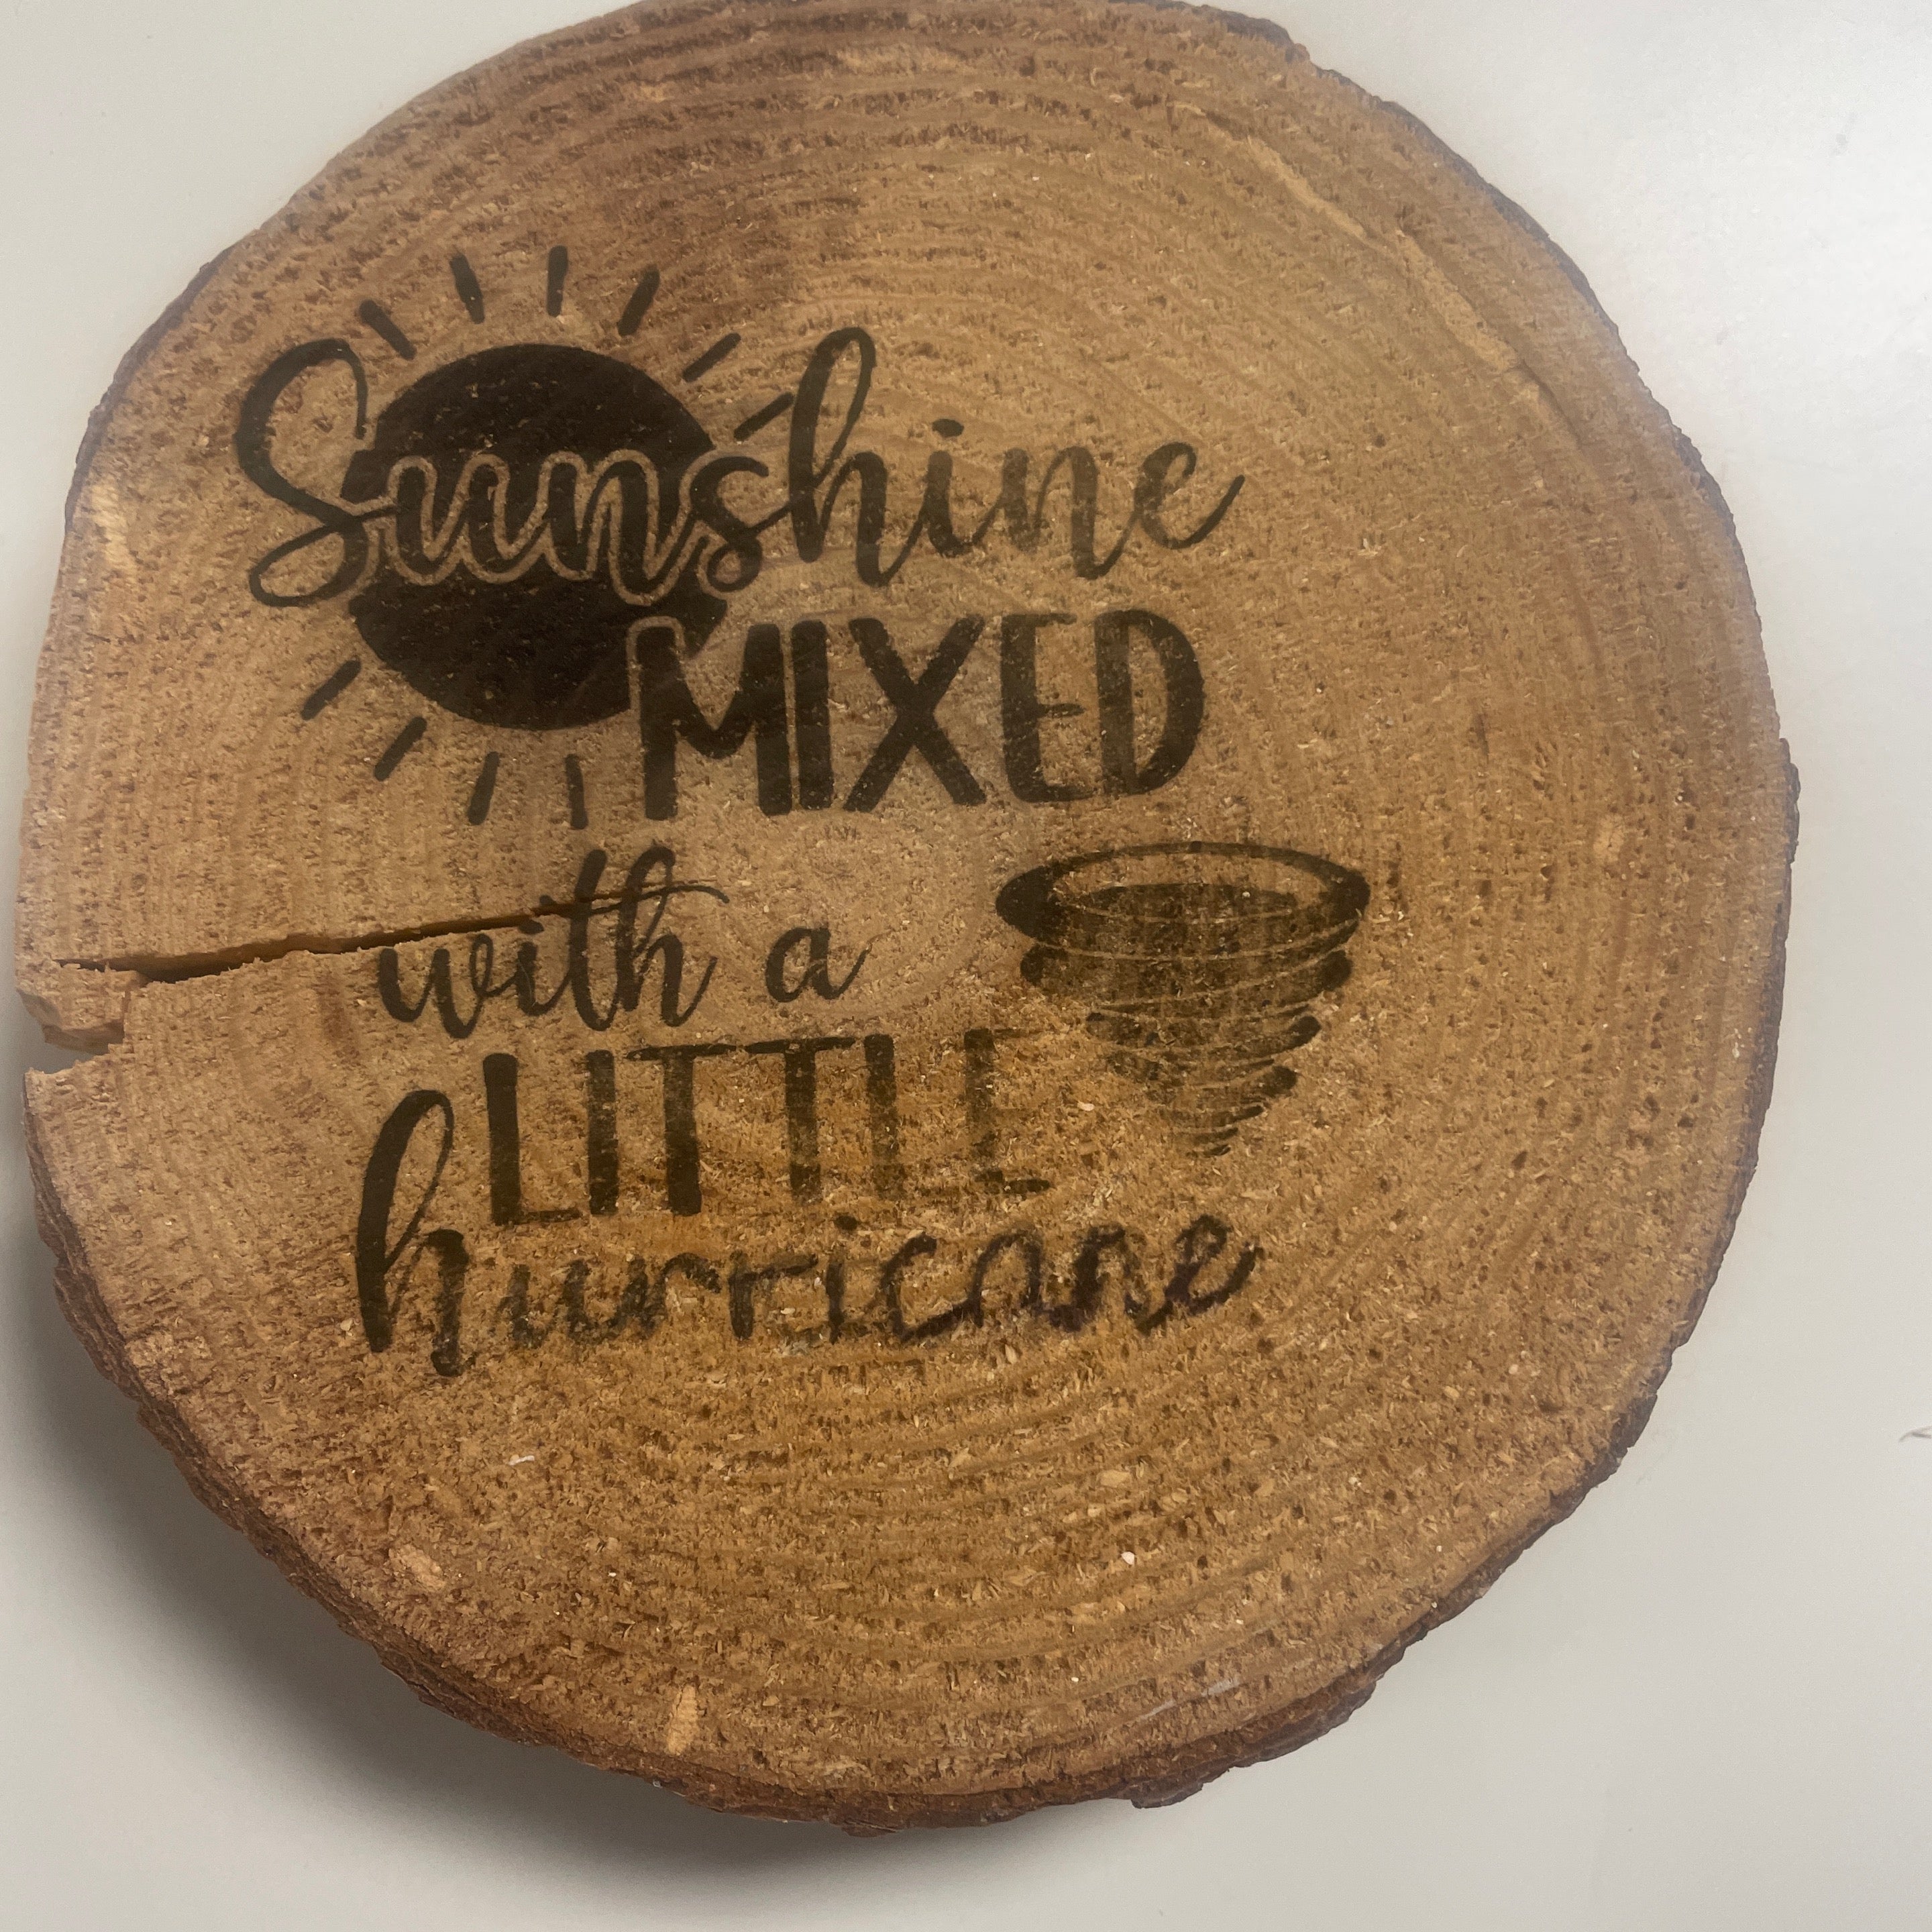 Sunshine
MIXED
with a
LITTLE
hurricane